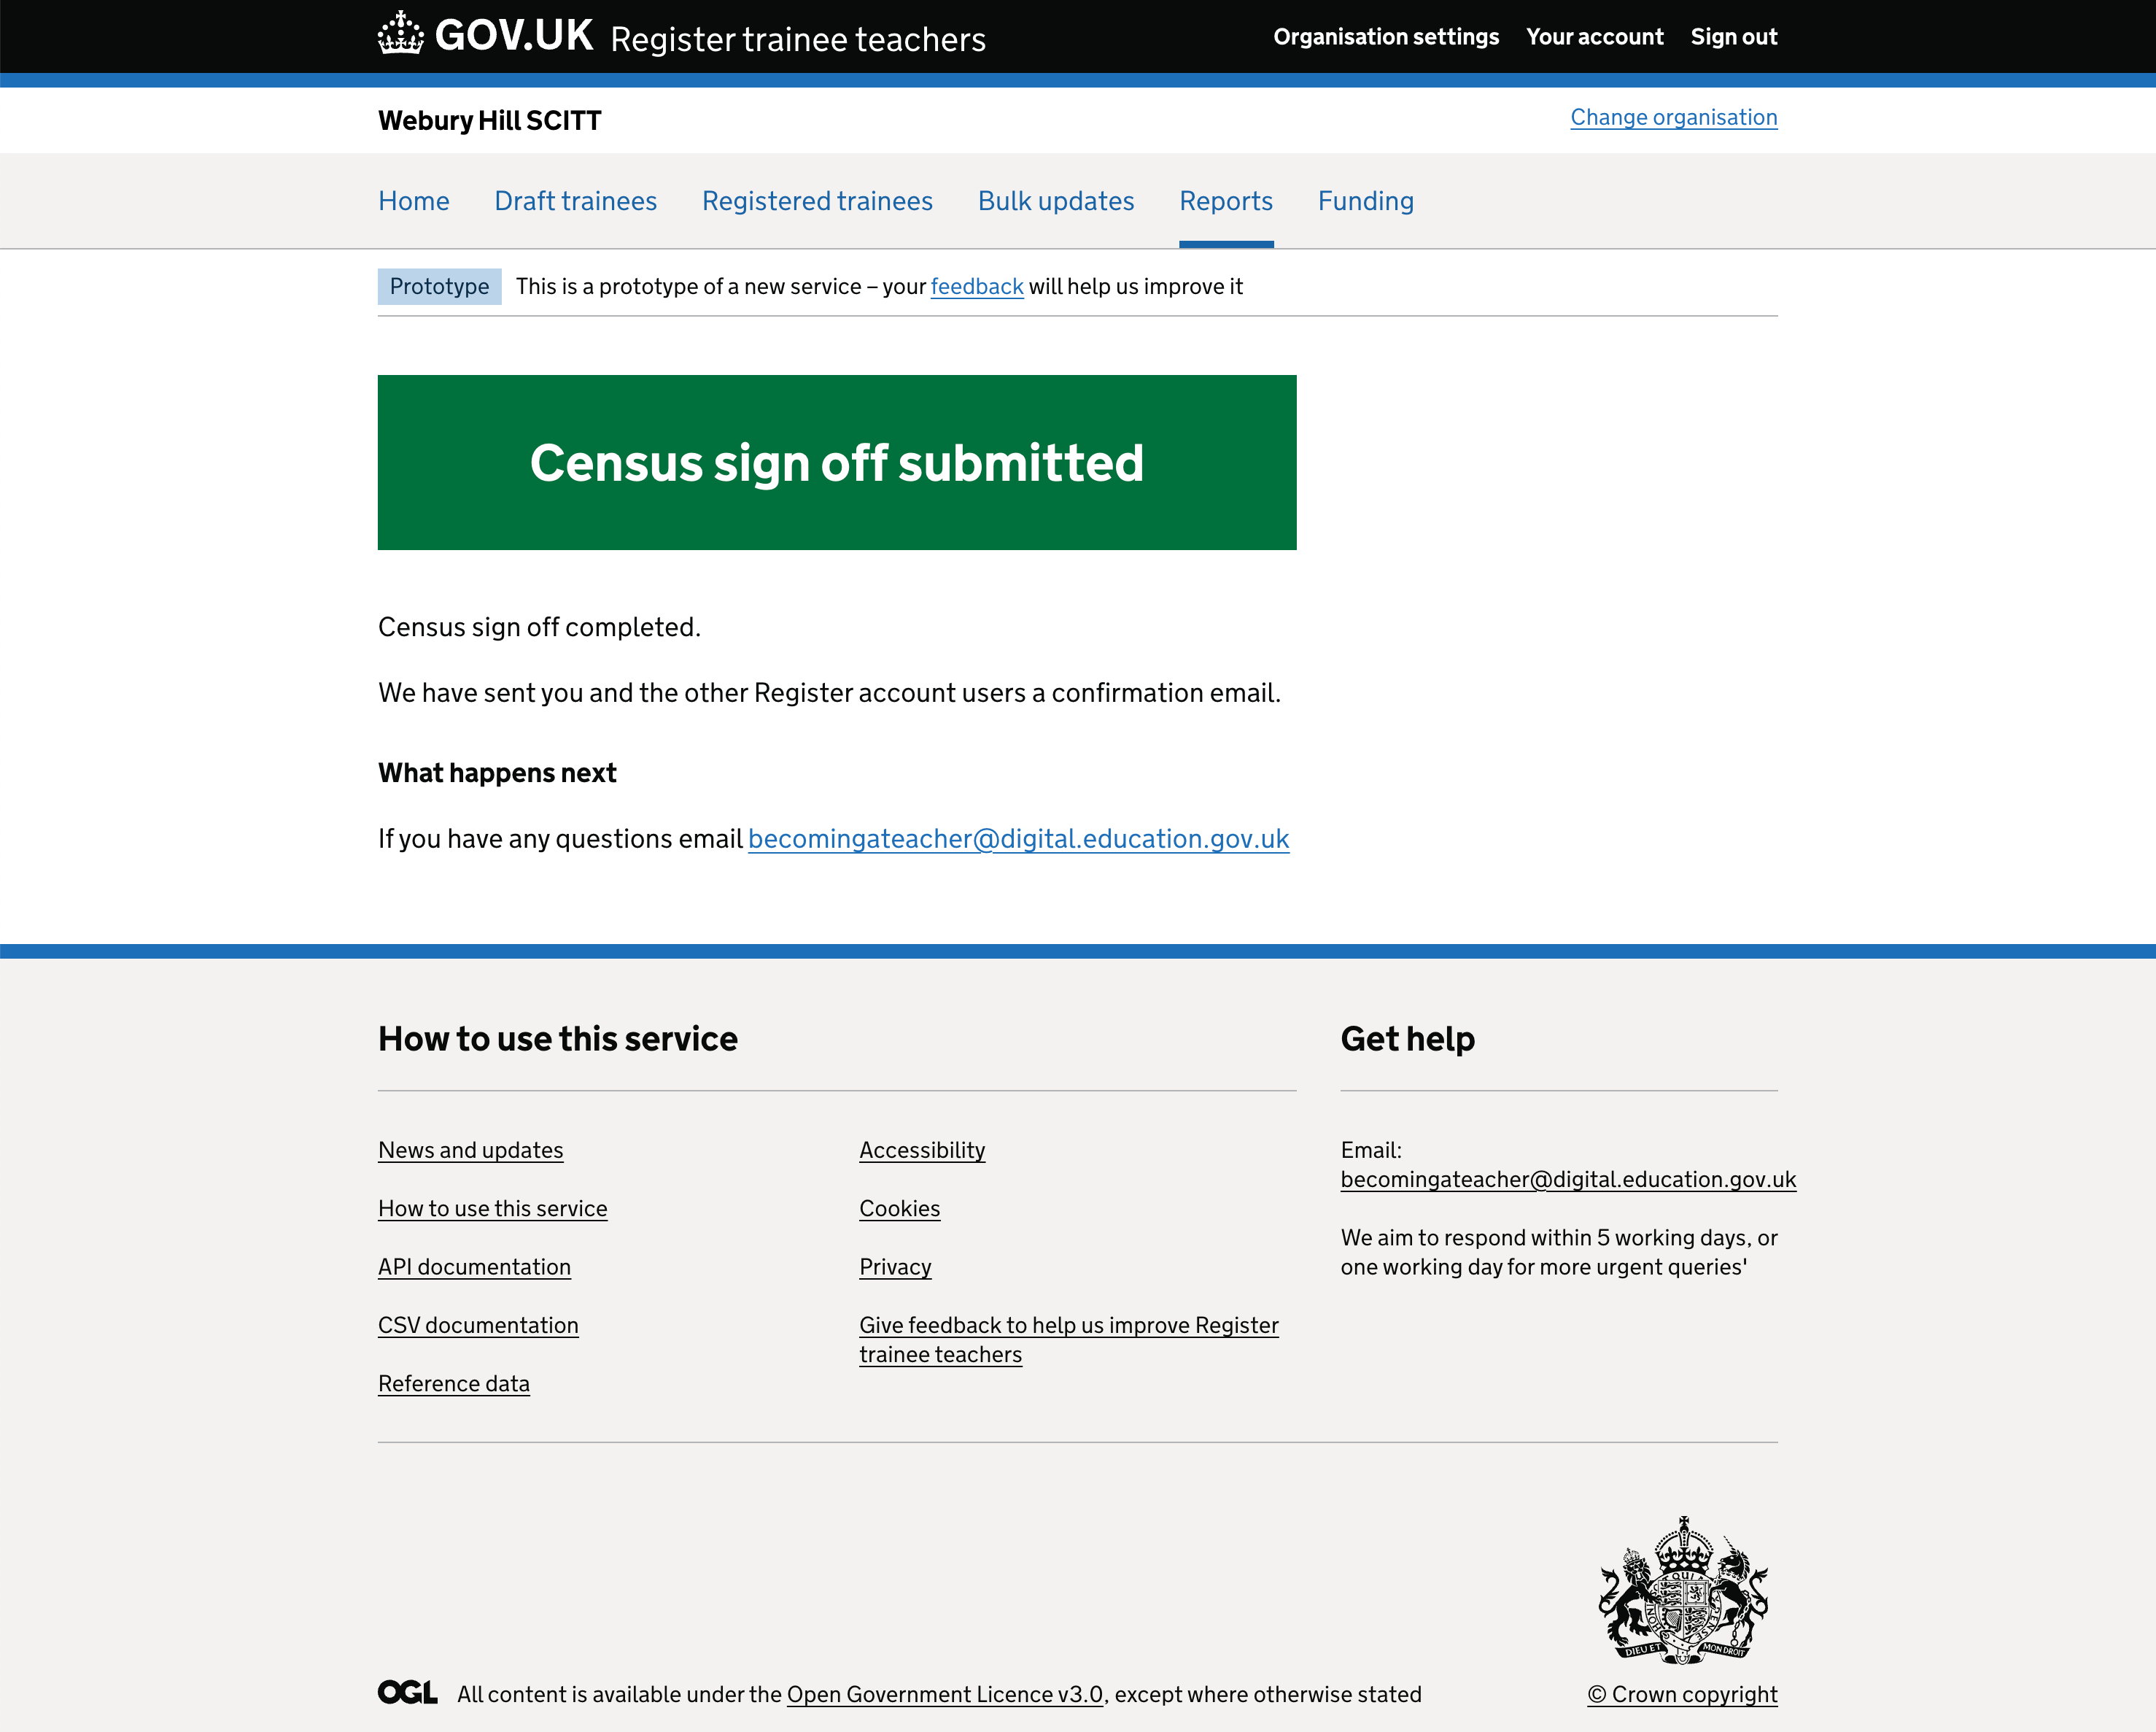 GOV.UK Register trainee teachers
Organisation settings Your account Sign out
Webury Hill SCITT
Change organisation
Home Draft trainees Registered trainees Bulk updates Reports Funding
Prototype This is a prototype of a new service – your feedback will help us improve it
Census sign off submitted
Census sign off completed.
We have sent you and the other Register account users a confirmation email.
What happens next
If you have any questions email becomingateacher@digital.education.gov.uk
How to use this service
News and updates
How to use this service
API documentation
CSV documentation
Reference data
Accessibility
Cookies
Privacy
Give feedback to help us improve Register
trainee teachers
Get help
Email:
becomingateacher@digital.education.gov.uk
We aim to respond within 5 working days, or
one working day for more urgent queries'
DIEU ET MON DROIT
OGL All content is available under the Open Government Licence v3.0, except where otherwise stated
© Crown copyright